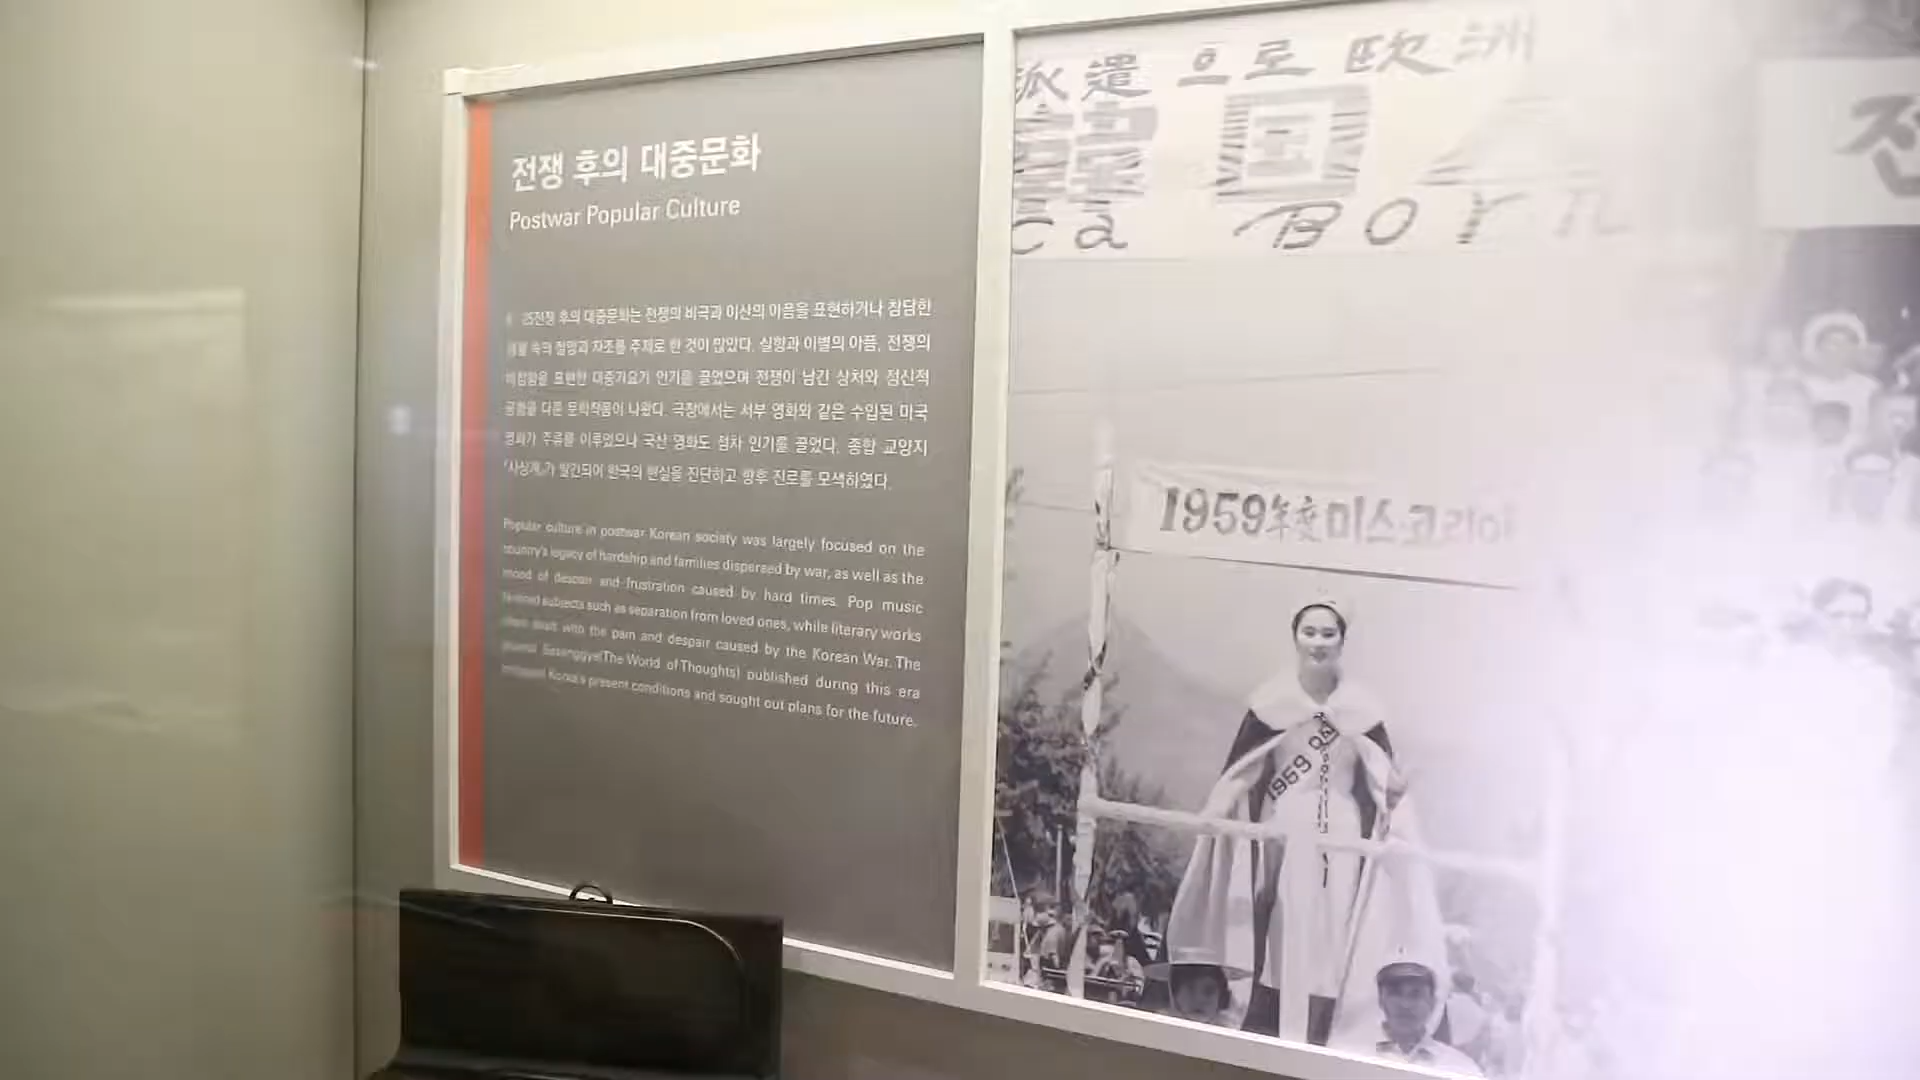 전쟁 후의 대중문화
Postwar Popular Culture
25전쟁 후의 대중문화는 전쟁의 비극과 이산의 아픔을 표현하거나 참담한
속의 절망과 자조를 주제로 한 것이 많았다. 실향과 이별의 아픔, 전쟁의
표현한 대중가요가 인기를 끌었으며 전쟁이 남긴 상처와 정신적
다룬 문학작품이 나왔다. 극장에서는 서부 영화와 같은 수입된 미국
영화가 주류를 이루었으나 국산 영화도 점차 인기를 끌었다. 종합 교양지
『사상계』가 발간되어 한국의 현실을 진단하고 향후 진로를 모색하였다.
Popular culture in postwar Korean society was largely focused on the
country's legacy of hardship and families dispersed by war, as well as the
mood of despair and frustration caused by hard times. Pop music
subjects such as separation from loved ones, while literary works
often dealt with the pain and despair caused by the Korean War. The
journal Sasanggye(The World of Thoughts) published during this era
Korea's present conditions and sought out plans for the future.
派遣 으로 欧洲
國
전
1959年度 미스·코리아
1959